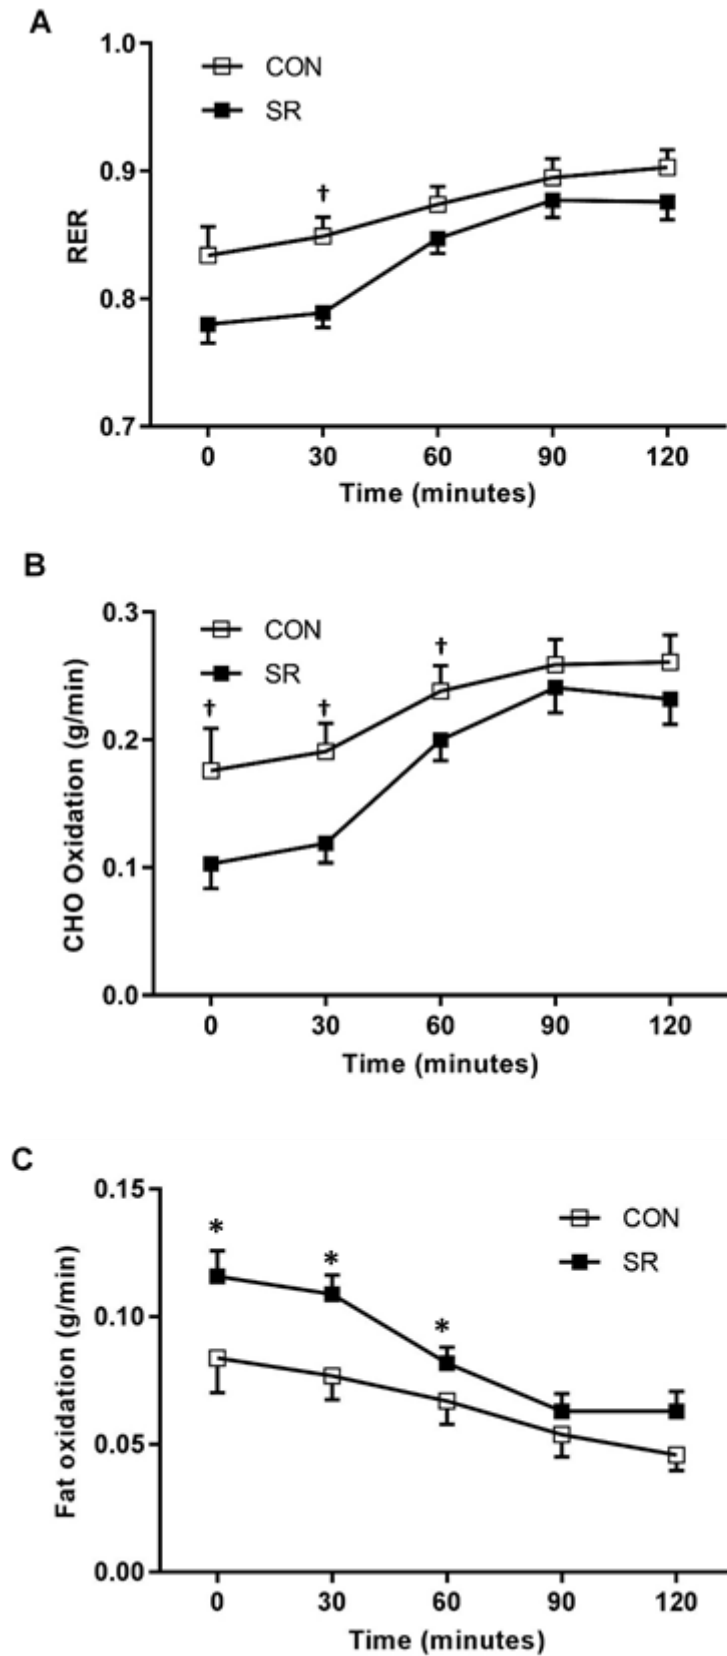 A
1.0
CON
SR
†
0.9
RER
0.8
0.7
0 30 60 90 120
Time (minutes)
B
0.3
CON
SR
†
† †
0.2
CHO Oxidation (g/min)
0.1
0.0
0 30 60 90 120
Time (minutes)
C
0.15
CON
SR
*
*
*
0.10
Fat oxidation (g/min)
0.05
0.00
0 30 60 90 120
Time (minutes)